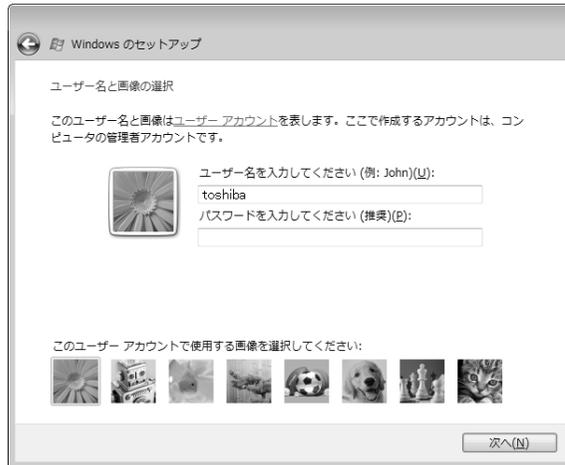 Windows のセットアップ
ユーザー名と画像の選択
このユーザー名と画像はユーザー アカウントを表します。ここで作成するアカウントは、コン
ピュータの管理者アカウントです。
ユーザー名を入力してください (例: John)(U):
toshiba
パスワードを入力してください (推奨)(P):
このユーザー アカウントで使用する画像を選択してください:
次へ(N)